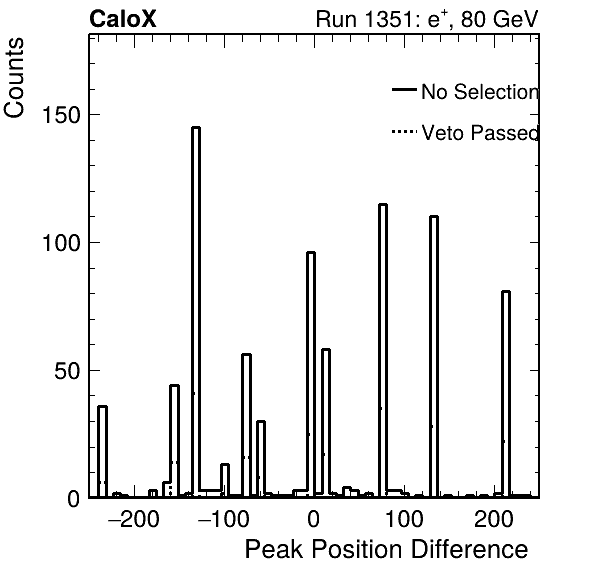 CaloX Run 1351: e⁺, 80 GeV
Counts
No Selection
Veto Passed
150
100
50
0
−200 −100 0 100 200
Peak Position Difference